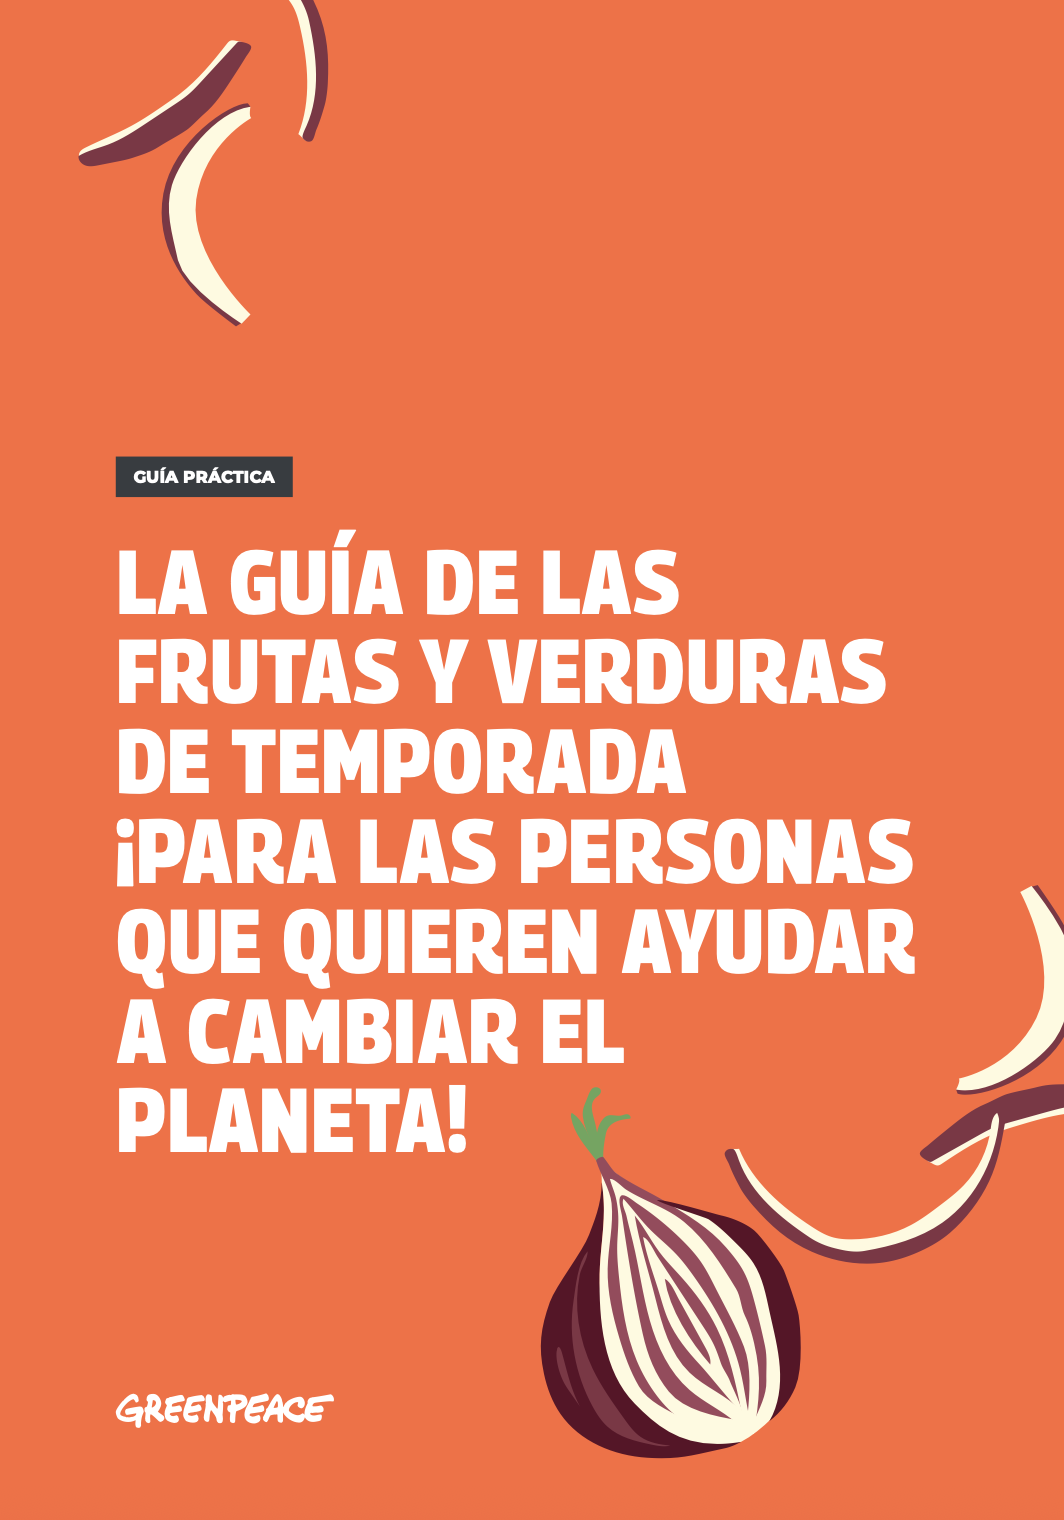 GUÍA PRÁCTICA
LA GUÍA DE LAS
FRUTAS Y VERDURAS
DE TEMPORADA
¡PARA LAS PERSONAS
QUE QUIEREN AYUDAR
A CAMBIAR EL
PLANETA!
GREENPEACE